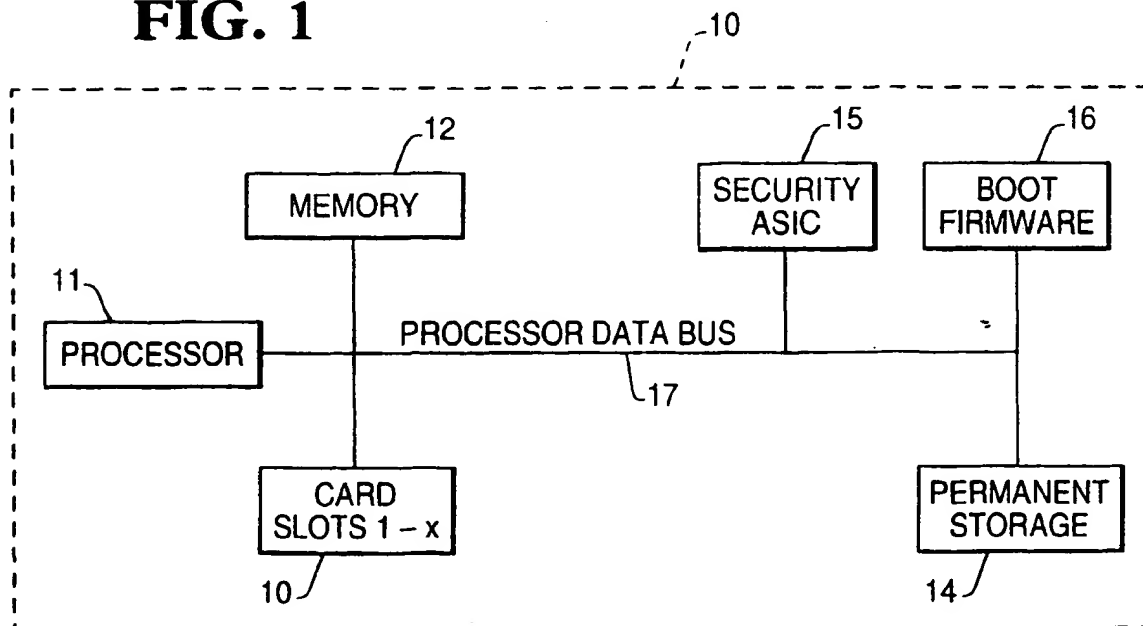 FIG. 1
10
12
MEMORY
15
SECURITY
ASIC
16
BOOT
FIRMWARE
11
PROCESSOR
PROCESSOR DATA BUS
17
CARD
SLOTS 1 – x
10
PERMANENT
STORAGE
14